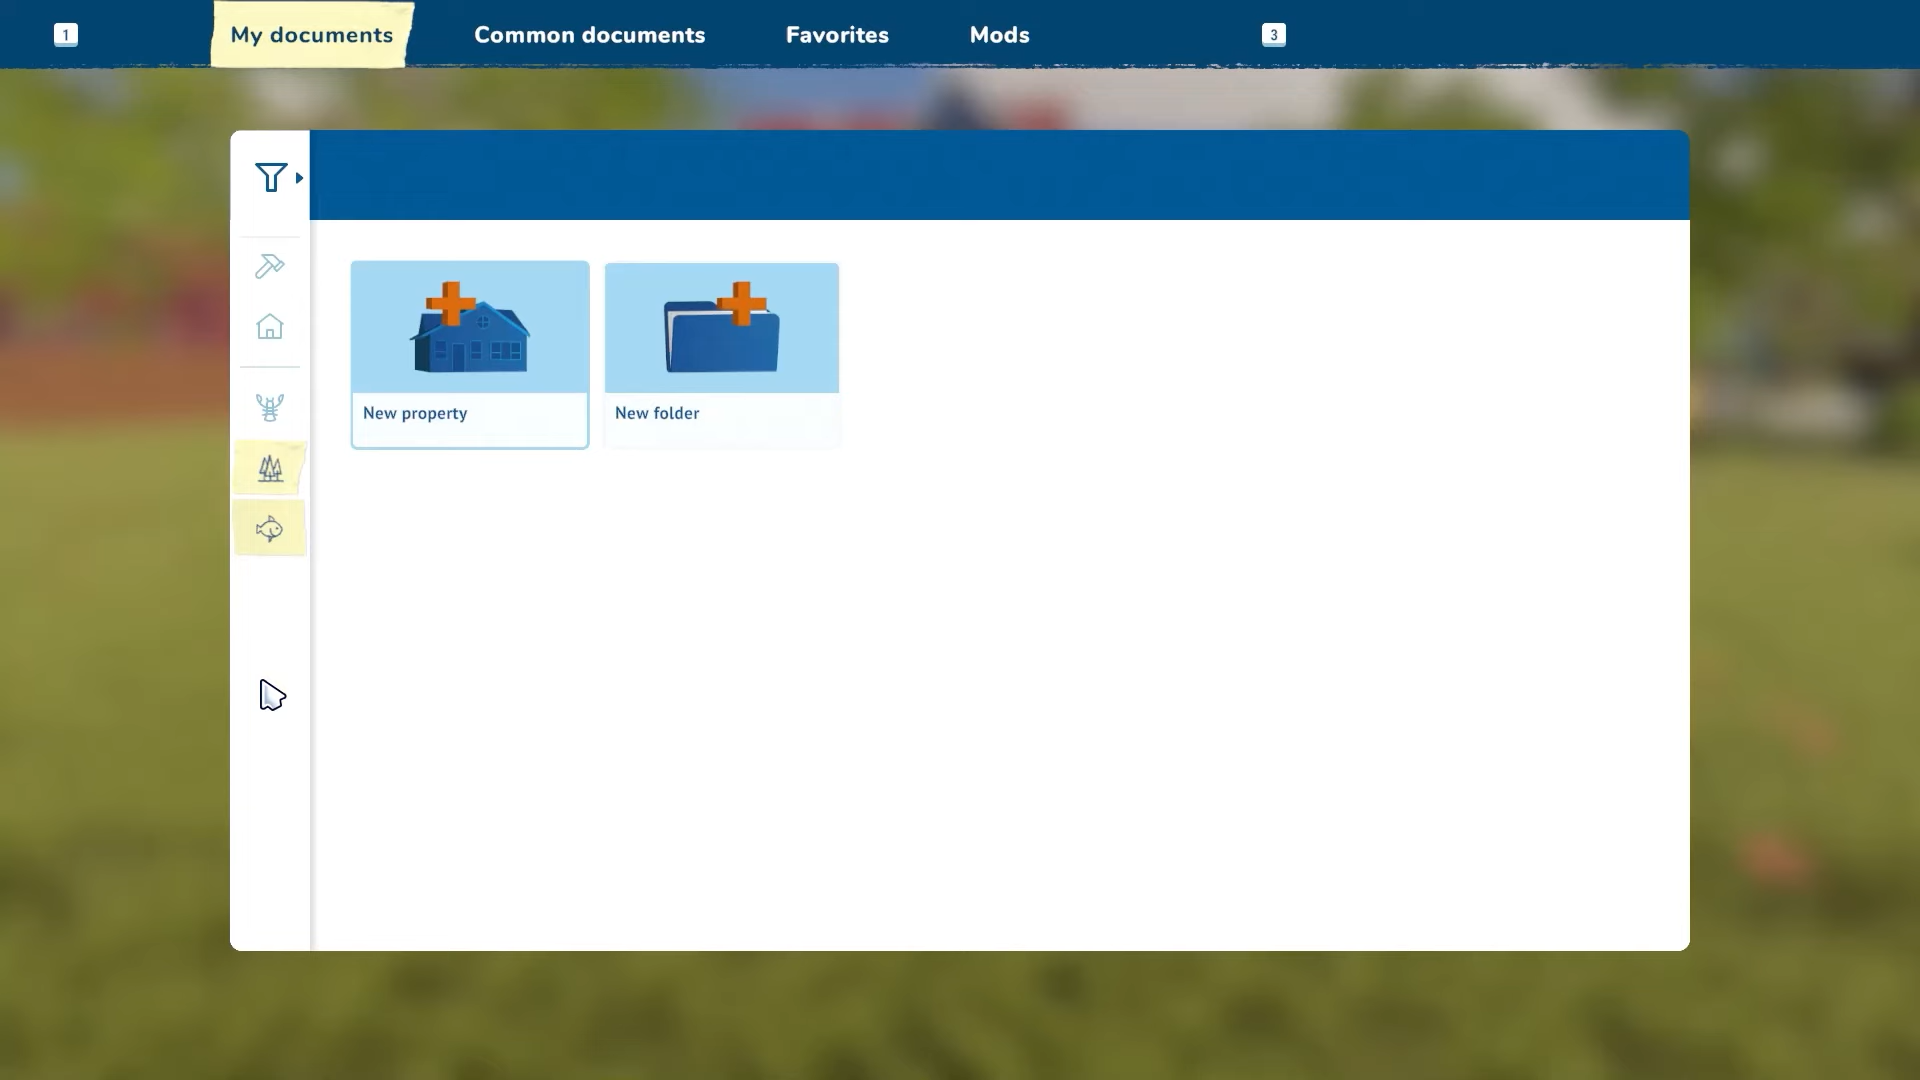 1
My documents
Common documents
Favorites
Mods
3
New property
New folder